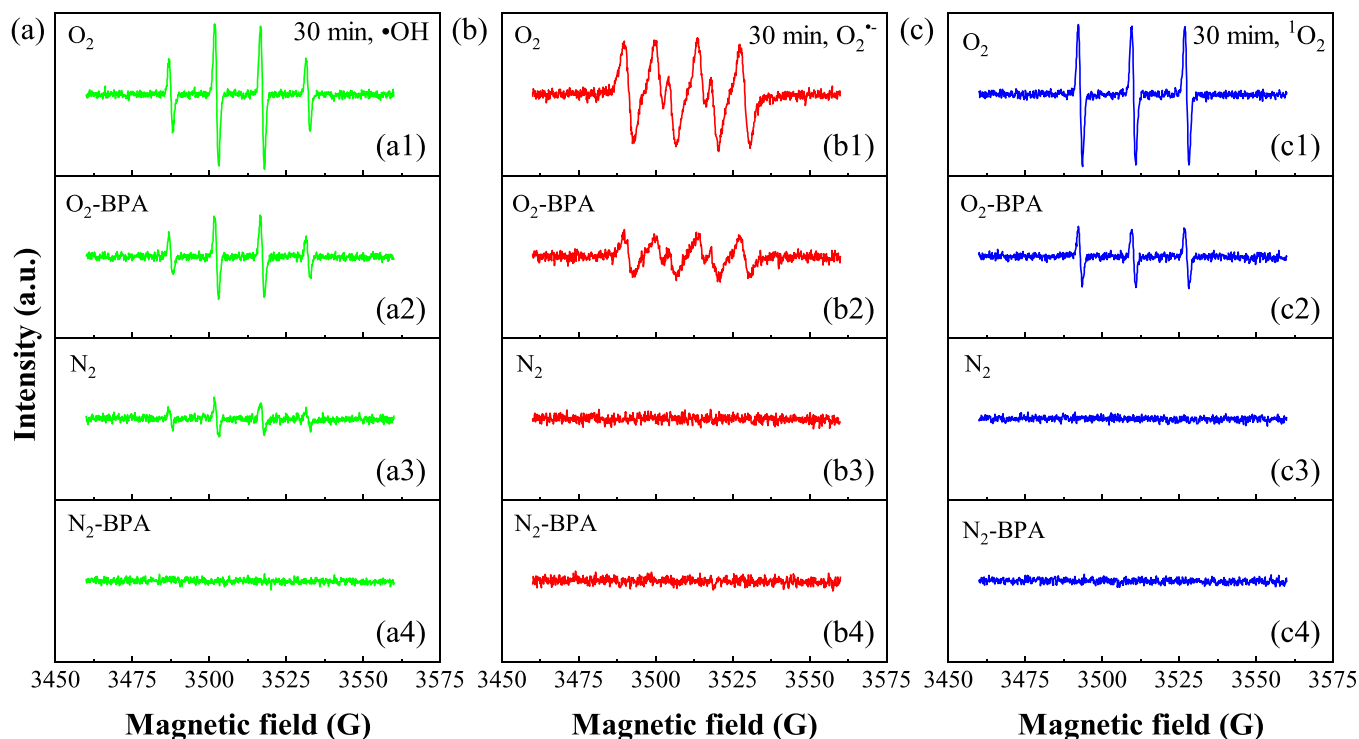 (a)
O₂
30 min, •OH
(a1)
O₂-BPA
(a2)
N₂
(a3)
N₂-BPA
(a4)
3450 3475 3500 3525 3550 3575
Magnetic field (G)
Intensity (a.u.)
(b)
O₂
30 min, O₂•-
(b1)
O₂-BPA
(b2)
N₂
(b3)
N₂-BPA
(b4)
3450 3475 3500 3525 3550 3575
Magnetic field (G)
(c)
O₂
30 mim, ¹O₂
(c1)
O₂-BPA
(c2)
N₂
(c3)
N₂-BPA
(c4)
3450 3475 3500 3525 3550 3575
Magnetic field (G)